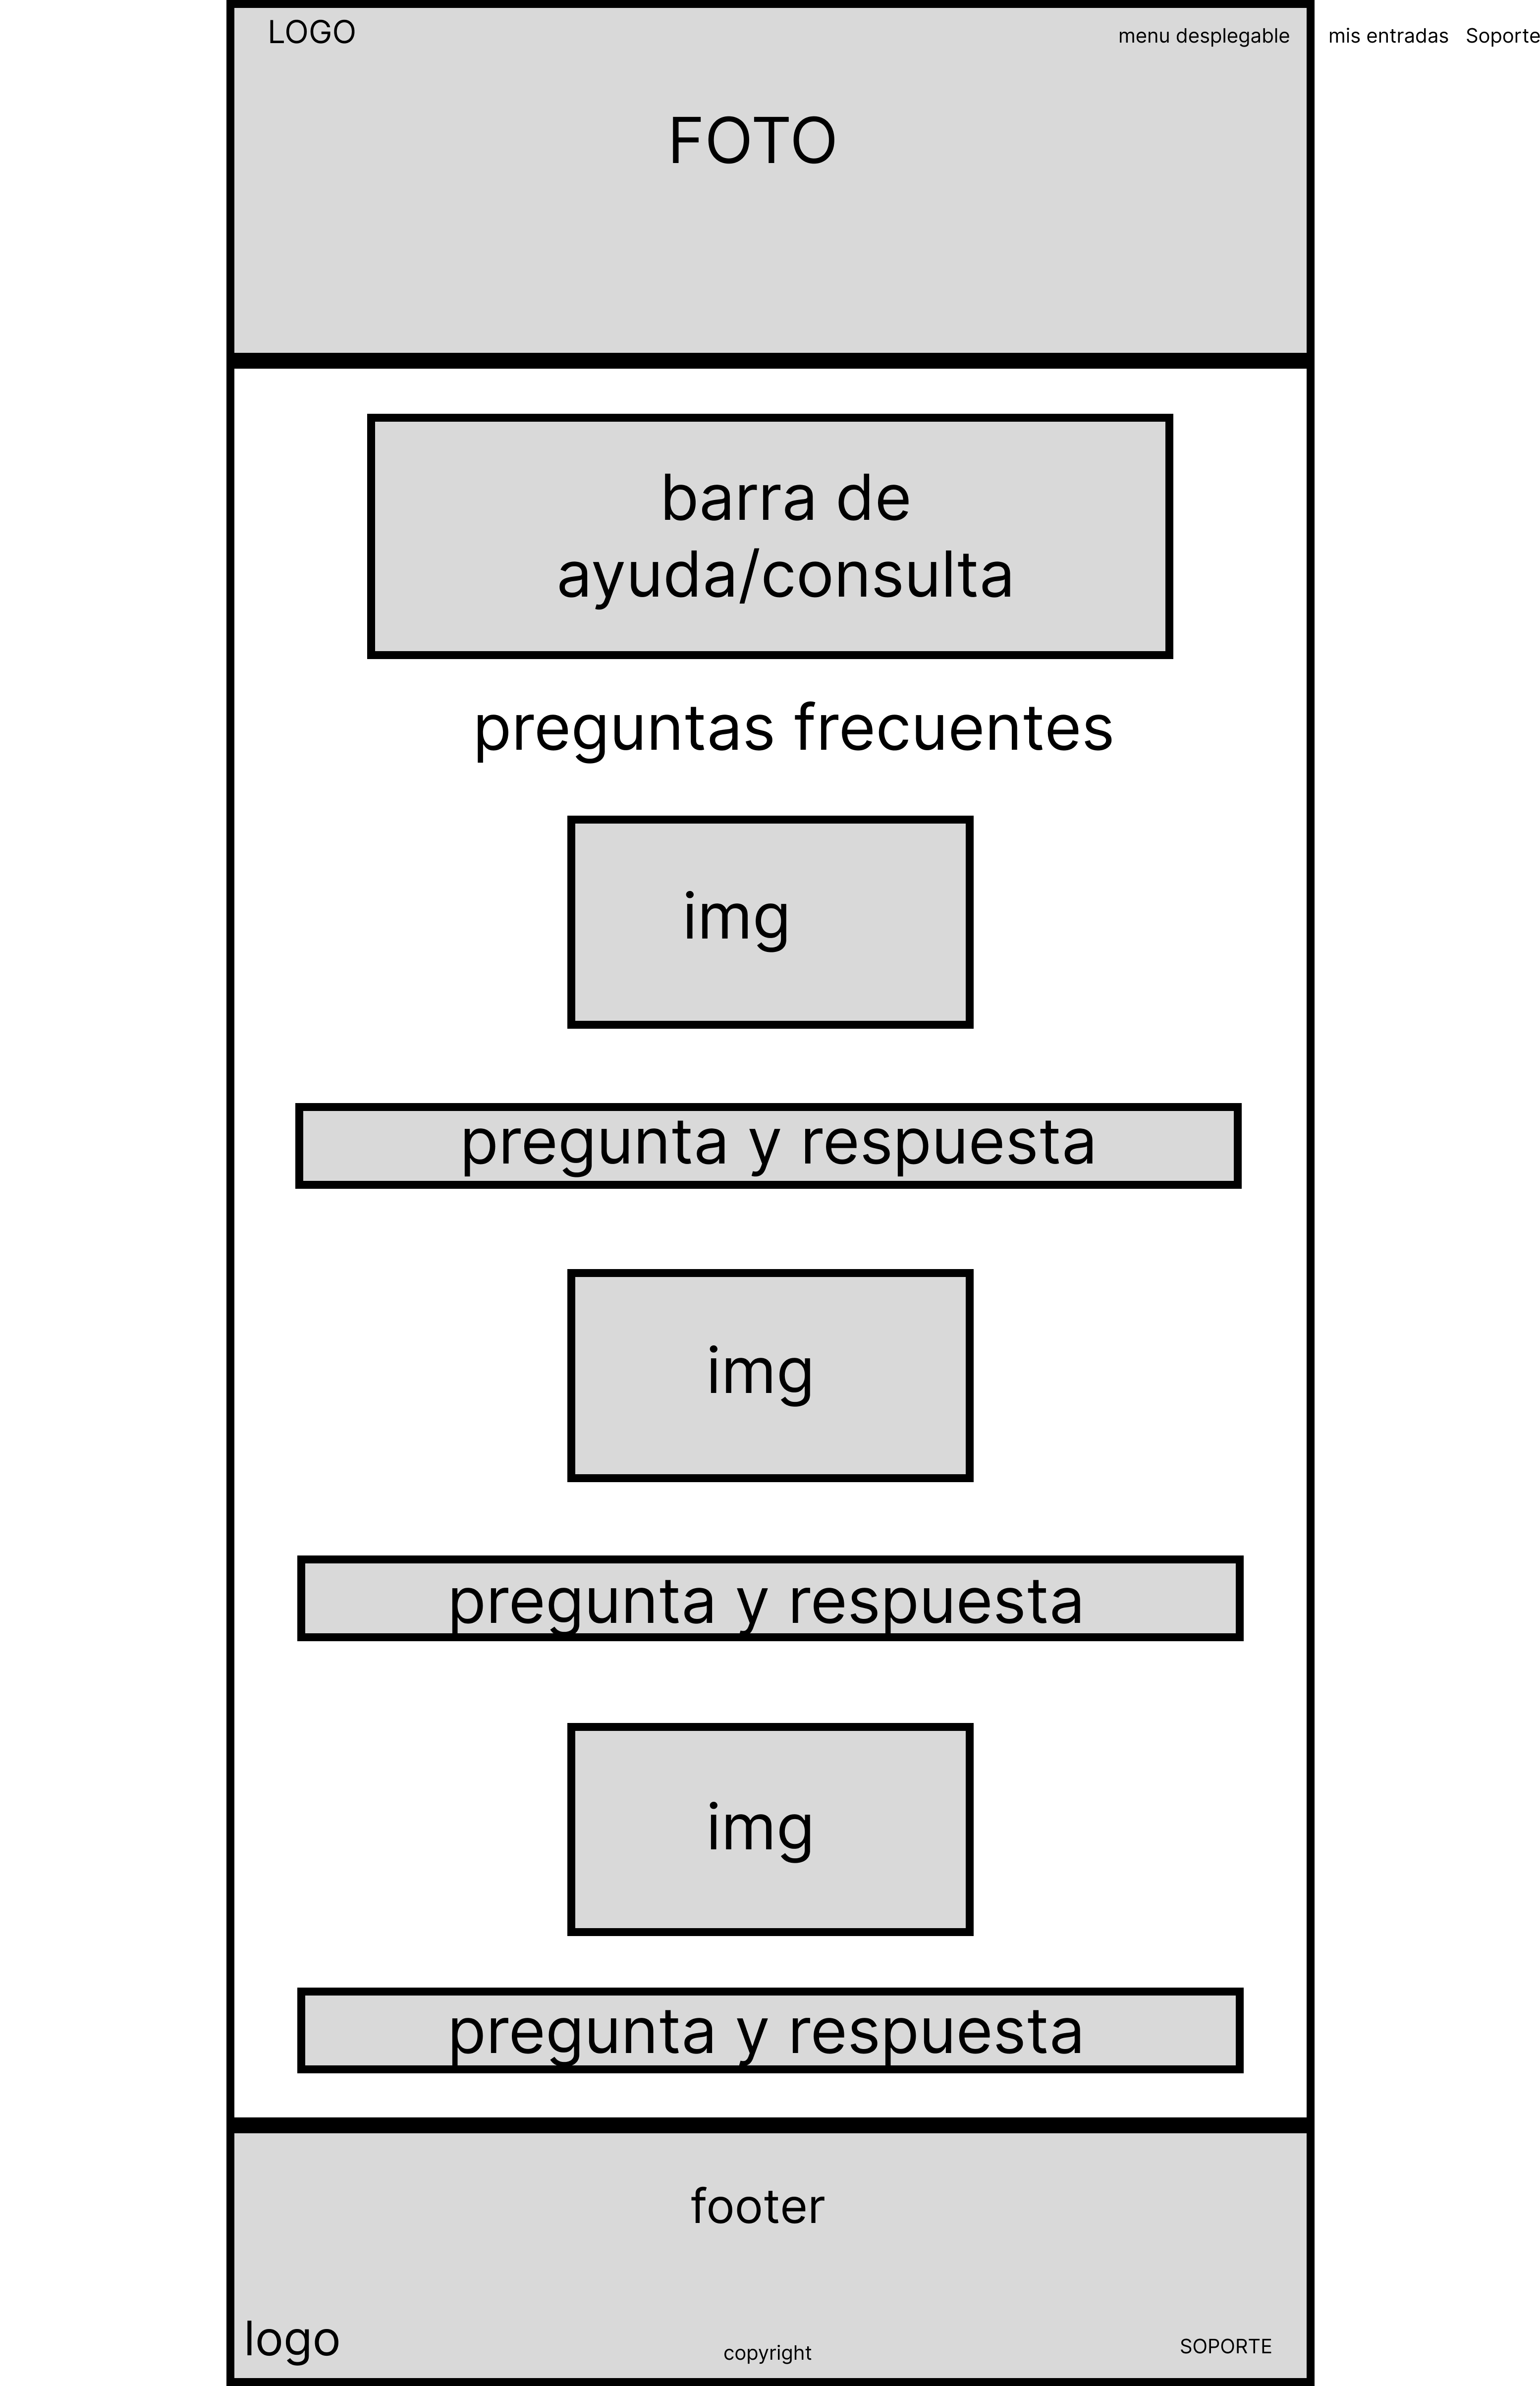 LOGO
menu desplegable
mis entradas
Soporte
FOTO
barra de
ayuda/consulta
preguntas frecuentes
img
pregunta y respuesta
img
pregunta y respuesta
img
pregunta y respuesta
footer
logo
copyright
SOPORTE